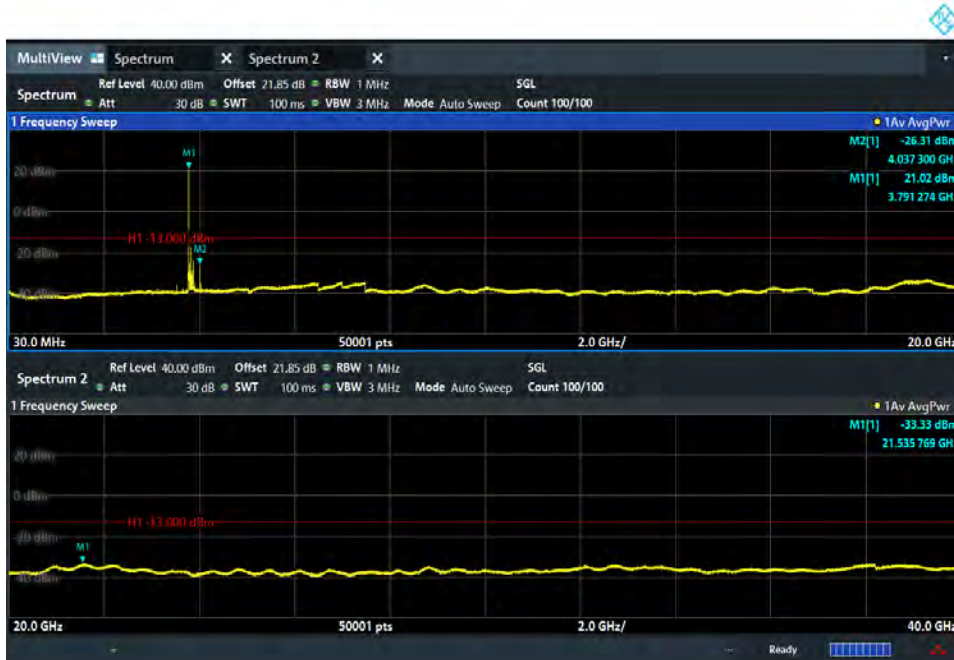 MultiView Spectrum X Spectrum 2 X
Ref Level 40.00 dBm Offset 21.85 dB RBW 1 MHz SGL
Spectrum Att 30 dB SWT 100 ms VBW 3 MHz Mode Auto Sweep Count 100/100
1 Frequency Sweep 1Av AvgPwr
M2[1] -26.31 dBm
4.037 300 GHz
M1[1] 21.02 dBm
3.791 274 GHz
M1
20 dBm
0 dBm
H1 -13.000 dBm
M2
-20 dBm
-40 dBm
30.0 MHz 50001 pts 2.0 GHz/ 20.0 GHz
Ref Level 40.00 dBm Offset 21.85 dB RBW 1 MHz SGL
Spectrum 2 Att 30 dB SWT 100 ms VBW 3 MHz Mode Auto Sweep Count 100/100
1 Frequency Sweep 1Av AvgPwr
M1[1] -33.33 dBm
21.535 769 GHz
20 dBm
0 dBm
H1 -13.000 dBm
-20 dBm
M1
-40 dBm
20.0 GHz 50001 pts 2.0 GHz/ 40.0 GHz
Ready